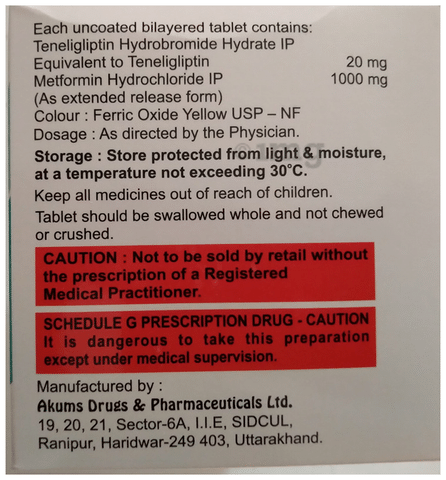 Each uncoated bilayered tablet contains:
Teneligliptin Hydrobromide Hydrate IP
Equivalent to Teneligliptin 20 mg
Metformin Hydrochloride IP 1000 mg
(As extended release form)
Colour : Ferric Oxide Yellow USP – NF
Dosage : As directed by the Physician.
Storage : Store protected from light & moisture,
at a temperature not exceeding 30°C.
Keep all medicines out of reach of children.
Tablet should be swallowed whole and not chewed
or crushed.
CAUTION : Not to be sold by retail without
the prescription of a Registered
Medical Practitioner.
SCHEDULE G PRESCRIPTION DRUG - CAUTION
It is dangerous to take this preparation
except under medical supervision.
Manufactured by :
Akums Drugs & Pharmaceuticals Ltd.
19, 20, 21, Sector-6A, I.I.E, SIDCUL,
Ranipur, Haridwar-249 403, Uttarakhand.